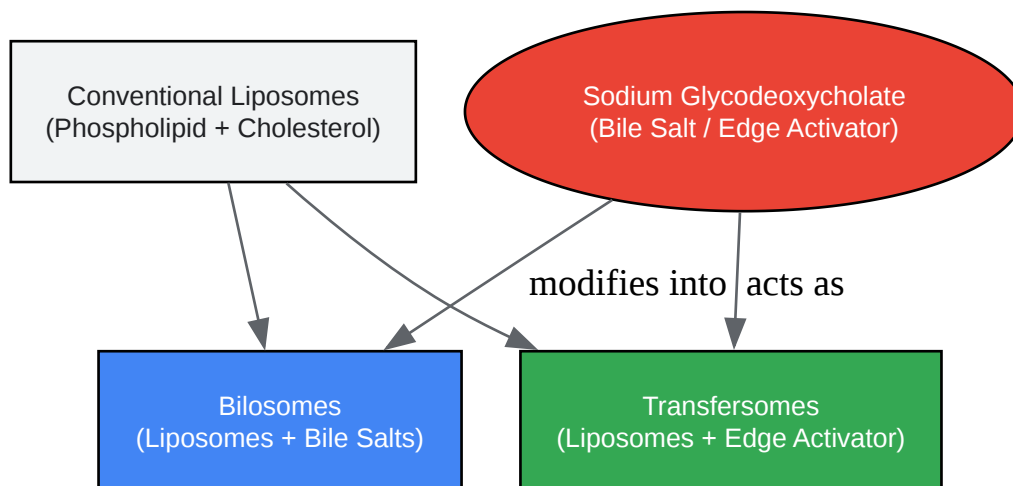 Conventional Liposomes
(Phospholipid + Cholesterol)
Sodium Glycodeoxycholate
(Bile Salt / Edge Activator)
modifies into
acts as
Bilosomes
(Liposomes + Bile Salts)
Transfersomes
(Liposomes + Edge Activator)